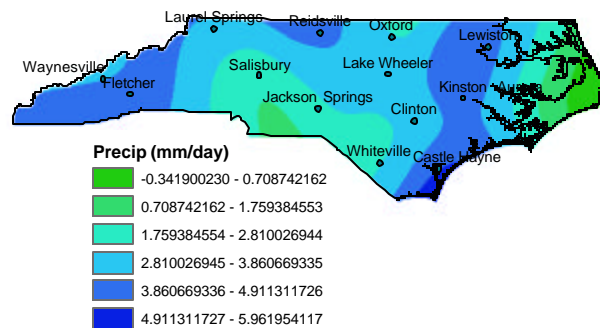 Laurel Springs
Reidsville
Oxford
Lewiston
Waynesville
Fletcher
Salisbury
Lake Wheeler
Jackson Springs
Kinston
Aurora
Clinton
Whiteville
Castle Hayne
Precip (mm/day)
-0.341900230 - 0.708742162
0.708742162 - 1.759384553
1.759384554 - 2.810026944
2.810026945 - 3.860669335
3.860669336 - 4.911311726
4.911311727 - 5.961954117